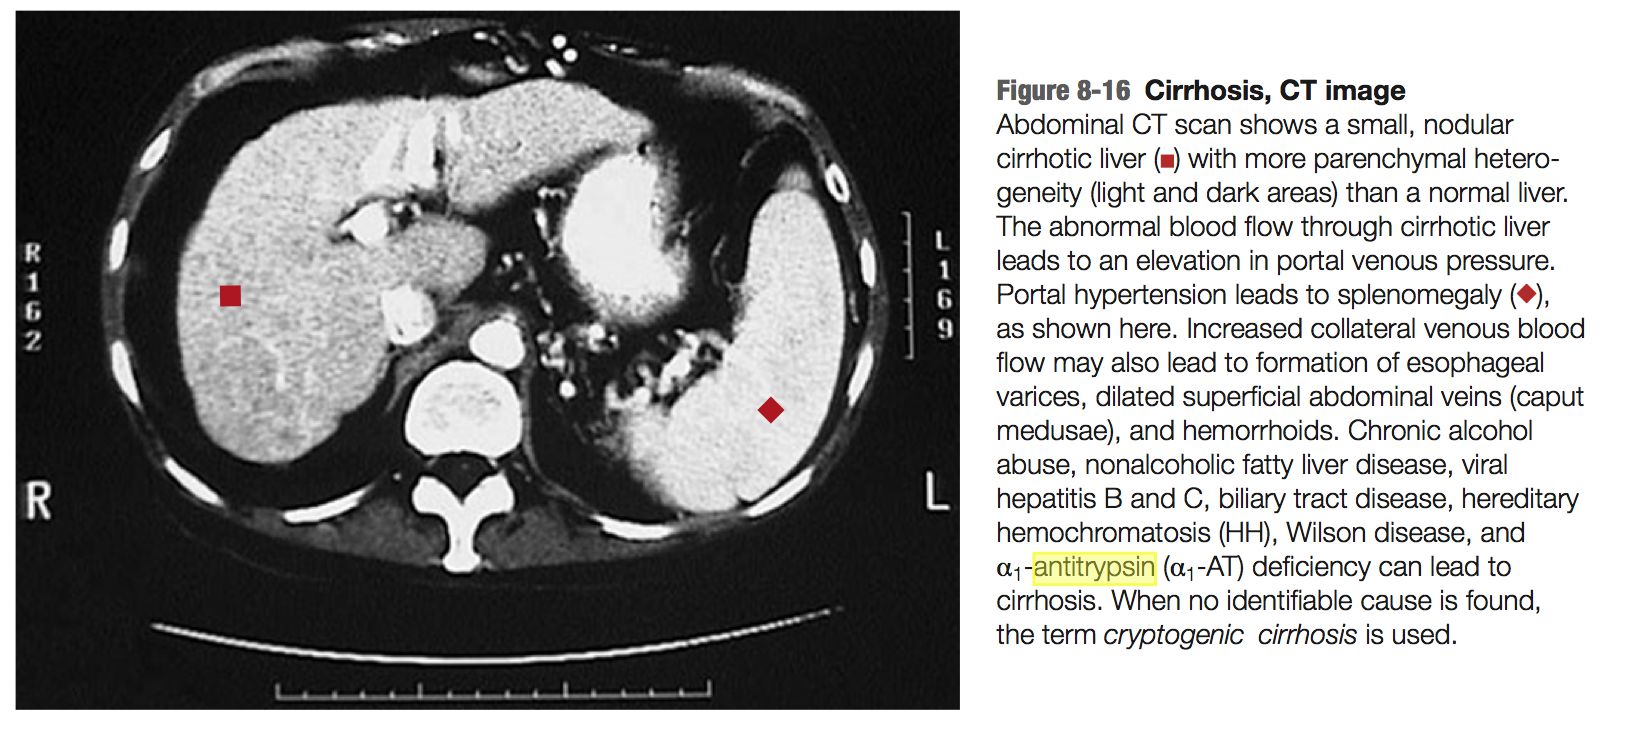 R
1
6
2
L
1
6
9
R
L
Figure 8-16 Cirrhosis, CT image
Abdominal CT scan shows a small, nodular
cirrhotic liver (■) with more parenchymal hetero-
geneity (light and dark areas) than a normal liver.
The abnormal blood flow through cirrhotic liver
leads to an elevation in portal venous pressure.
Portal hypertension leads to splenomegaly (◆),
as shown here. Increased collateral venous blood
flow may also lead to formation of esophageal
varices, dilated superficial abdominal veins (caput
medusae), and hemorrhoids. Chronic alcohol
abuse, nonalcoholic fatty liver disease, viral
hepatitis B and C, biliary tract disease, hereditary
hemochromatosis (HH), Wilson disease, and
α₁-antitrypsin (α₁-AT) deficiency can lead to
cirrhosis. When no identifiable cause is found,
the term cryptogenic cirrhosis is used.